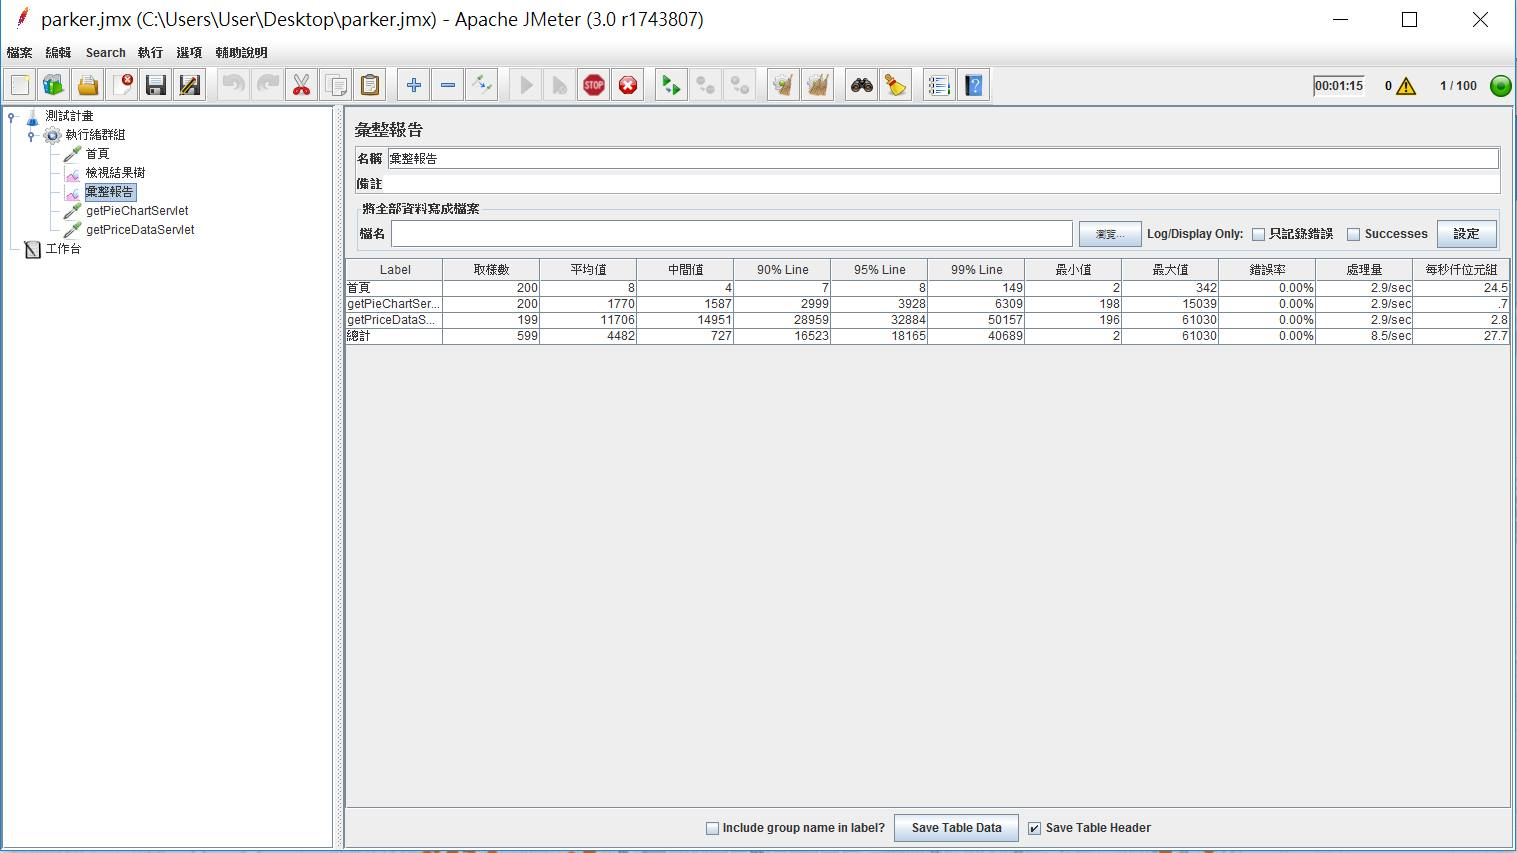 parker.jmx (C:\Users\User\Desktop\parker.jmx) - Apache JMeter (3.0 r1743807)
檔案 編輯 Search 執行 選項 輔助說明
STOP 00:01:15 0 1 / 100
測試計畫
執行緒群組
首頁
檢視結果樹
彙整報告
getPieChartServlet
getPriceDataServlet
工作台
彙整報告
名稱 彙整報告
備註
將全部資料寫成檔案
檔名 瀏覽... Log/Display Only: 只記錄錯誤 Successes 設定
Label 取樣數 平均值 中間值 90% Line 95% Line 99% Line 最小值 最大值 錯誤率 處理量 每秒仟位元組
首頁 200 8 4 7 8 149 2 342 0.00% 2.9/sec 24.5
getPieChartSer... 200 1770 1587 2999 3928 6309 198 15039 0.00% 2.9/sec .7
getPriceDataS... 199 11706 14951 28959 32884 50157 196 61030 0.00% 2.9/sec 2.8
總計 599 4482 727 16523 18165 40689 2 61030 0.00% 8.5/sec 27.7
Include group name in label? Save Table Data Save Table Header